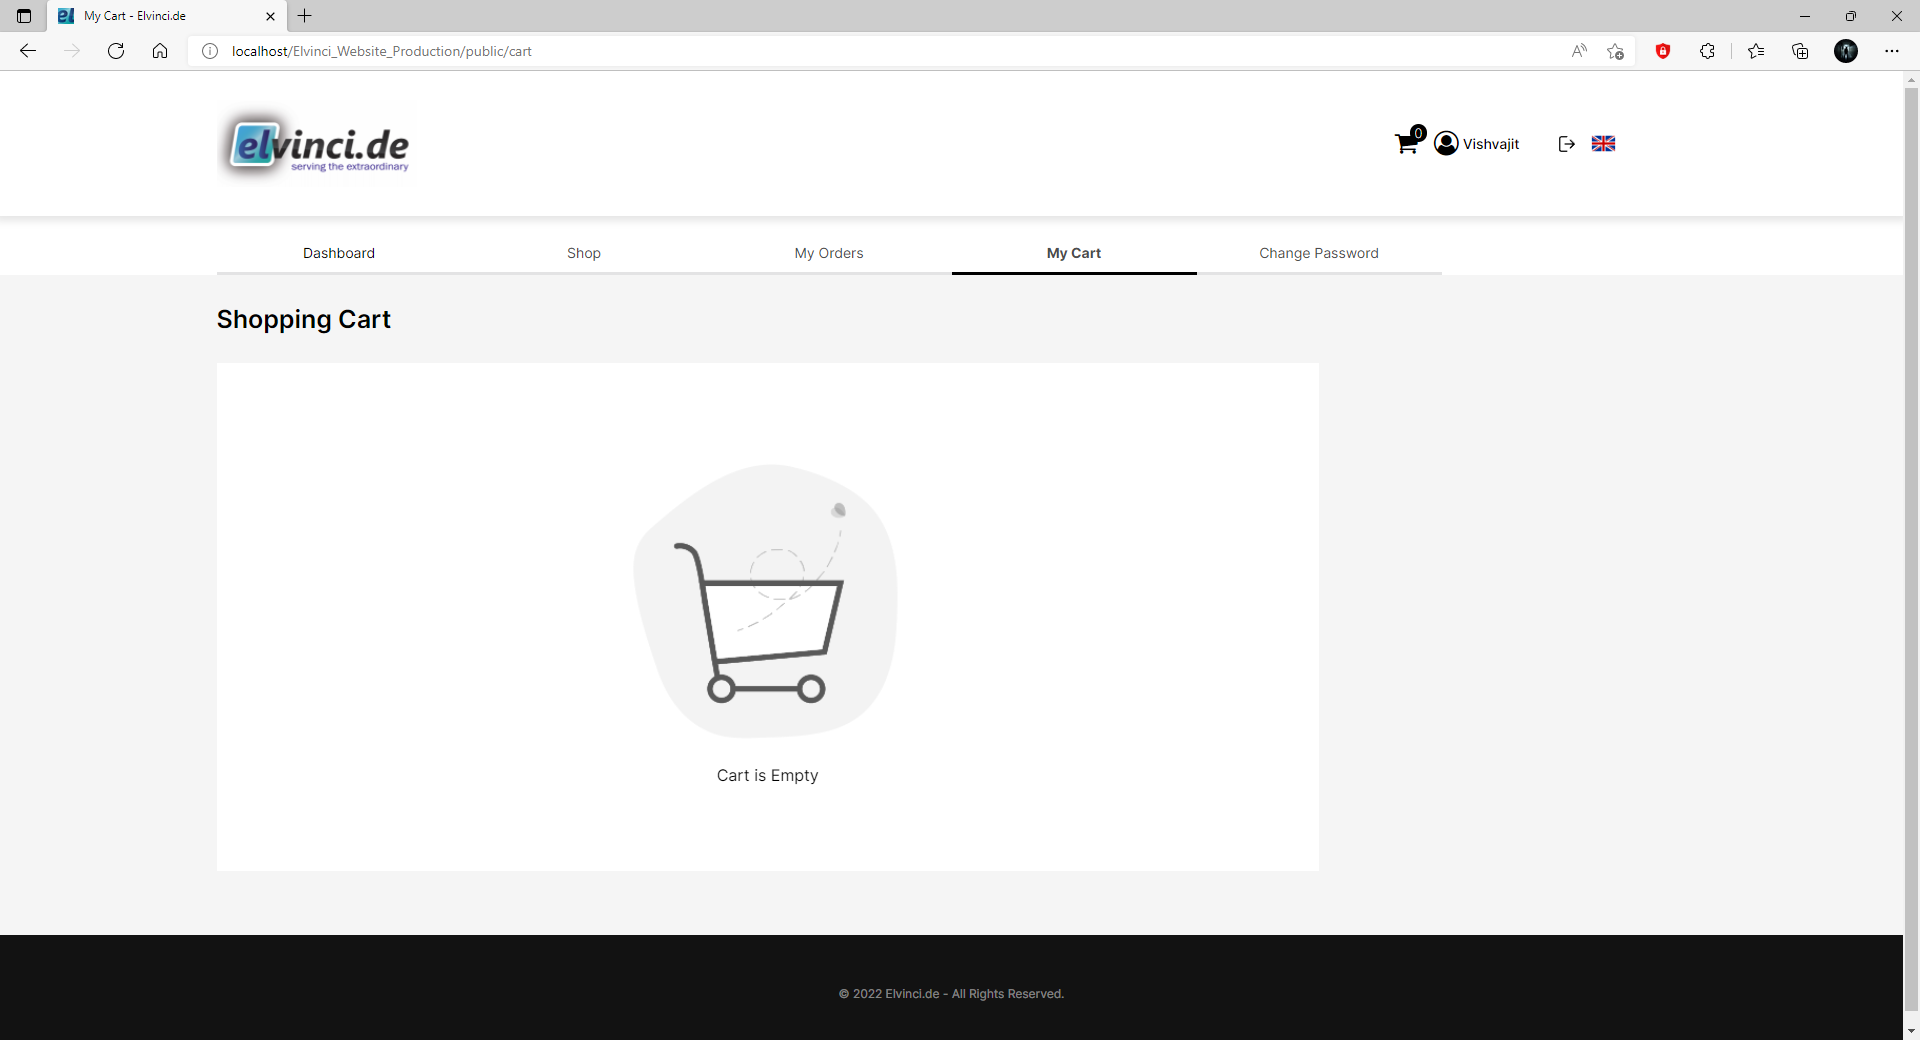 My Cart - Elvinci.de
localhost/Elvinci_Website_Production/public/cart
elvinci.de
serving the extraordinary
0
Vishvajit
Dashboard
Shop
My Orders
My Cart
Change Password
Shopping Cart
Cart is Empty
© 2022 Elvinci.de - All Rights Reserved.